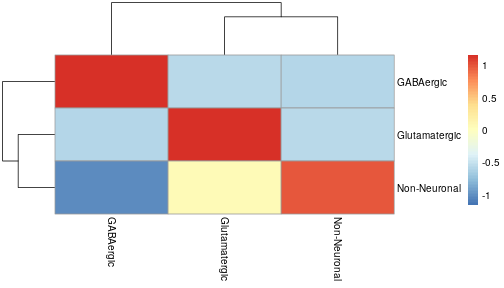 GABAergic
Glutamatergic
Non-Neuronal
GABAergic
Glutamatergic
Non-Neuronal
1
0.5
0
-0.5
-1